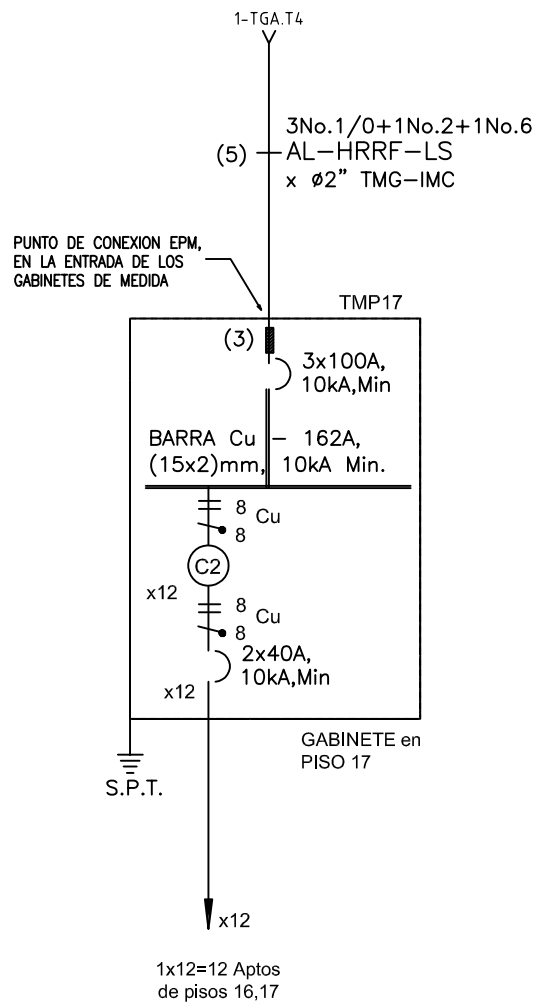 1-TGA.T4
3No.1/0+1No.2+1No.6
(5) AL-HRRF-LS
x ø2" TMG-IMC
PUNTO DE CONEXION EPM,
EN LA ENTRADA DE LOS
GABINETES DE MEDIDA
TMP17
(3)
3x100A,
10kA,Min
BARRA Cu - 162A,
(15x2)mm, 10kA Min.
8 Cu
8
C2
x12
8 Cu
8
2x40A,
10kA,Min
x12
GABINETE en
PISO 17
S.P.T.
x12
1x12=12 Aptos
de pisos 16,17